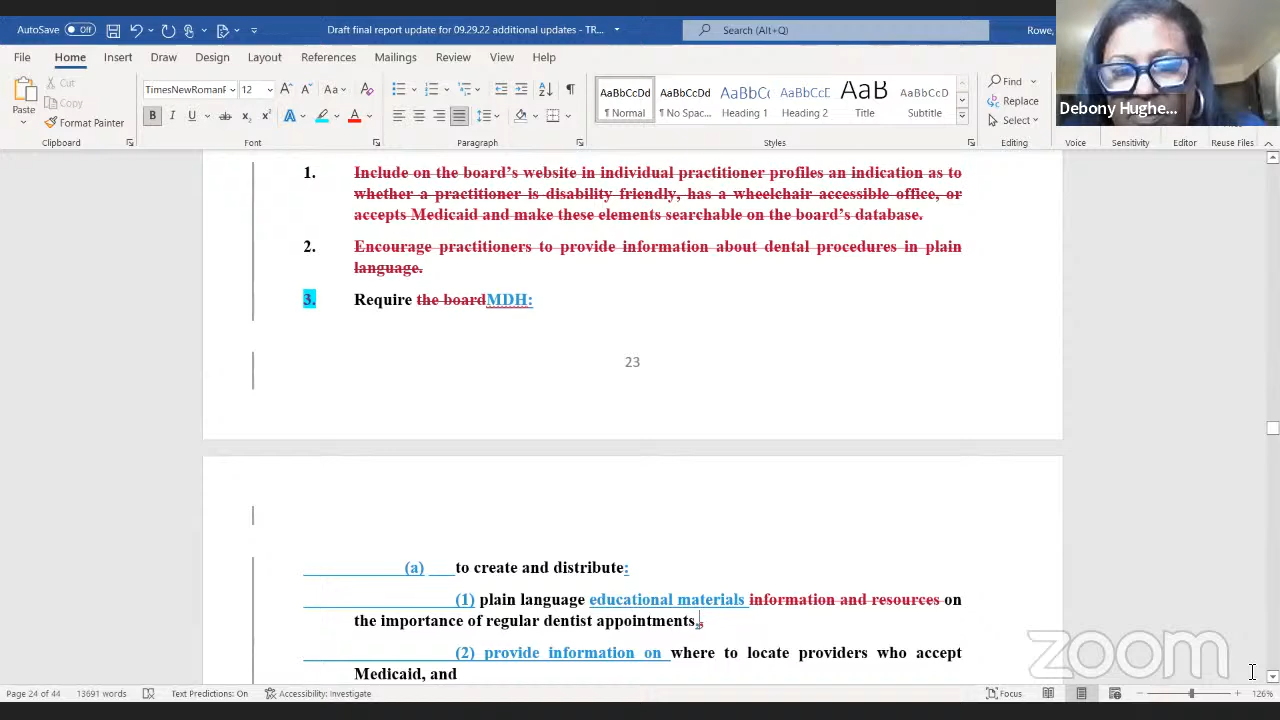 AutoSave Off Draft final report update for 09.29.22 additional updates - TR... Search (Alt+Q) Rowe,
File Home Insert Draw Design Layout References Mailings Review View Help
Debony Hughe...
Paste Cut Copy Format Painter
TimesNewRomanP 12
AaBbCcDd AaBbCcDd AaBbCc AaBbCcD AaB AaBbCcD
¶ Normal ¶ No Spac... Heading 1 Heading 2 Title Subtitle
Find Replace Select
Clipboard Font Paragraph Styles Editing Voice Sensitivity Editor Reuse Files
1. Include on the board's website in individual practitioner profiles an indication as to
whether a practitioner is disability friendly, has a wheelchair accessible office, or
accepts Medicaid and make these elements searchable on the board's database.
2. Encourage practitioners to provide information about dental procedures in plain
language.
3. Require the boardMDH:
23
(a) to create and distribute:
(1) plain language educational materials information and resources on
the importance of regular dentist appointments,
(2) provide information on where to locate providers who accept
Medicaid, and
zoom
Page 24 of 44 13691 words Text Predictions: On Accessibility: Investigate Focus 126%